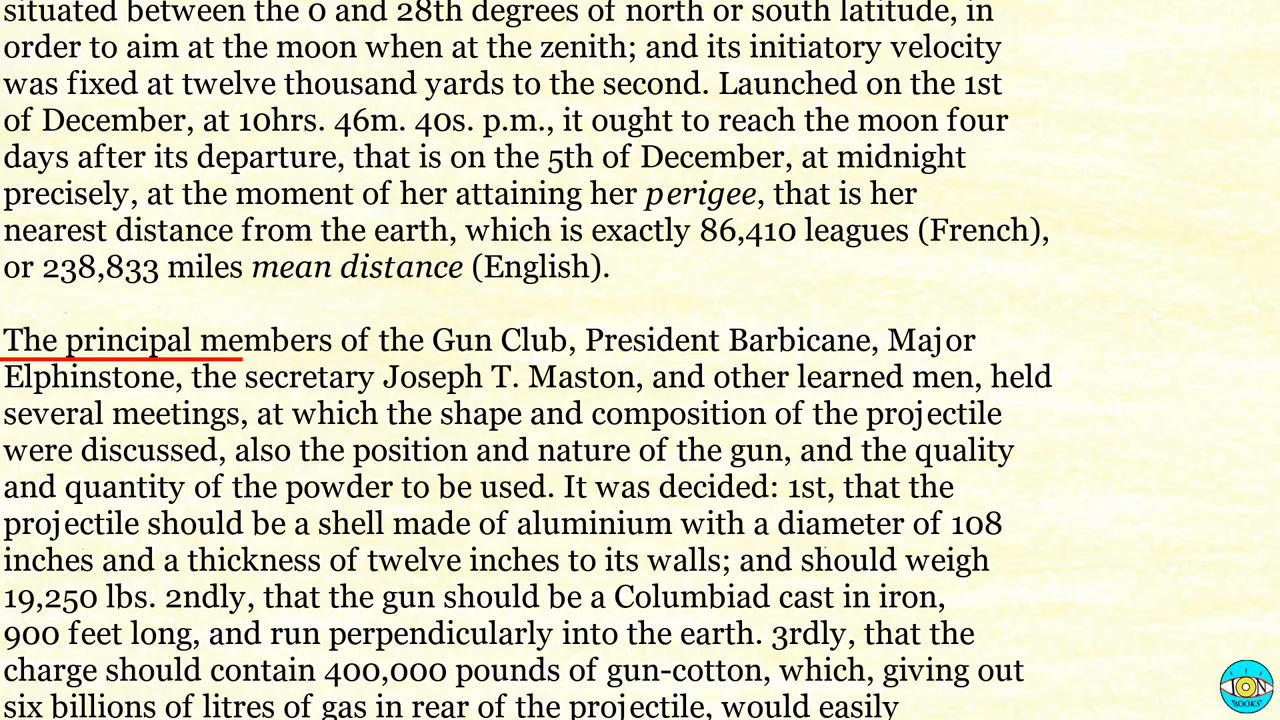 situated between the 0 and 28th degrees of north or south latitude, in
order to aim at the moon when at the zenith; and its initiatory velocity
was fixed at twelve thousand yards to the second. Launched on the 1st
of December, at 10hrs. 46m. 40s. p.m., it ought to reach the moon four
days after its departure, that is on the 5th of December, at midnight
precisely, at the moment of her attaining her perigee, that is her
nearest distance from the earth, which is exactly 86,410 leagues (French),
or 238,833 miles mean distance (English).
The principal members of the Gun Club, President Barbicane, Major
Elphinstone, the secretary Joseph T. Maston, and other learned men, held
several meetings, at which the shape and composition of the projectile
were discussed, also the position and nature of the gun, and the quality
and quantity of the powder to be used. It was decided: 1st, that the
projectile should be a shell made of aluminium with a diameter of 108
inches and a thickness of twelve inches to its walls; and should weigh
19,250 lbs. 2ndly, that the gun should be a Columbiad cast in iron,
900 feet long, and run perpendicularly into the earth. 3rdly, that the
charge should contain 400,000 pounds of gun-cotton, which, giving out
six billions of litres of gas in rear of the projectile, would easily
ION
BOOKS